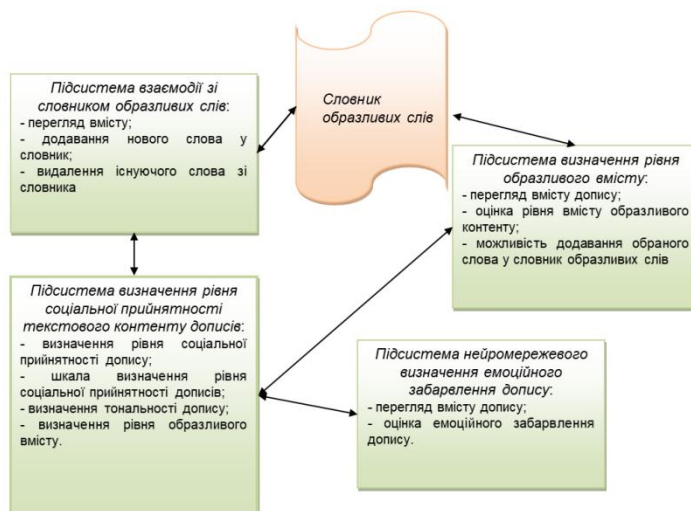 Підсистема взаємодії зі
словником образливих слів:
- перегляд вмісту;
- додавання нового слова у
словник;
- видалення існуючого слова зі
словника
Словник
образливих слів
Підсистема визначення рівня
образливого вмісту:
- перегляд вмісту допису;
- оцінка рівня вмісту образливого
контенту;
- можливість додавання обраного
слова у словник образливих слів
Підсистема визначення рівня
соціальної прийнятності
текстового контенту дописів:
- визначення рівня соціальної
прийнятності допису;
- шкала визначення рівня
соціальної прийнятності дописів;
- визначення тональності допису;
- визначення рівня образливого
вмісту.
Підсистема нейромережевого
визначення емоційного
забарвлення допису:
- перегляд вмісту допису;
- оцінка емоційного забарвлення
допису.